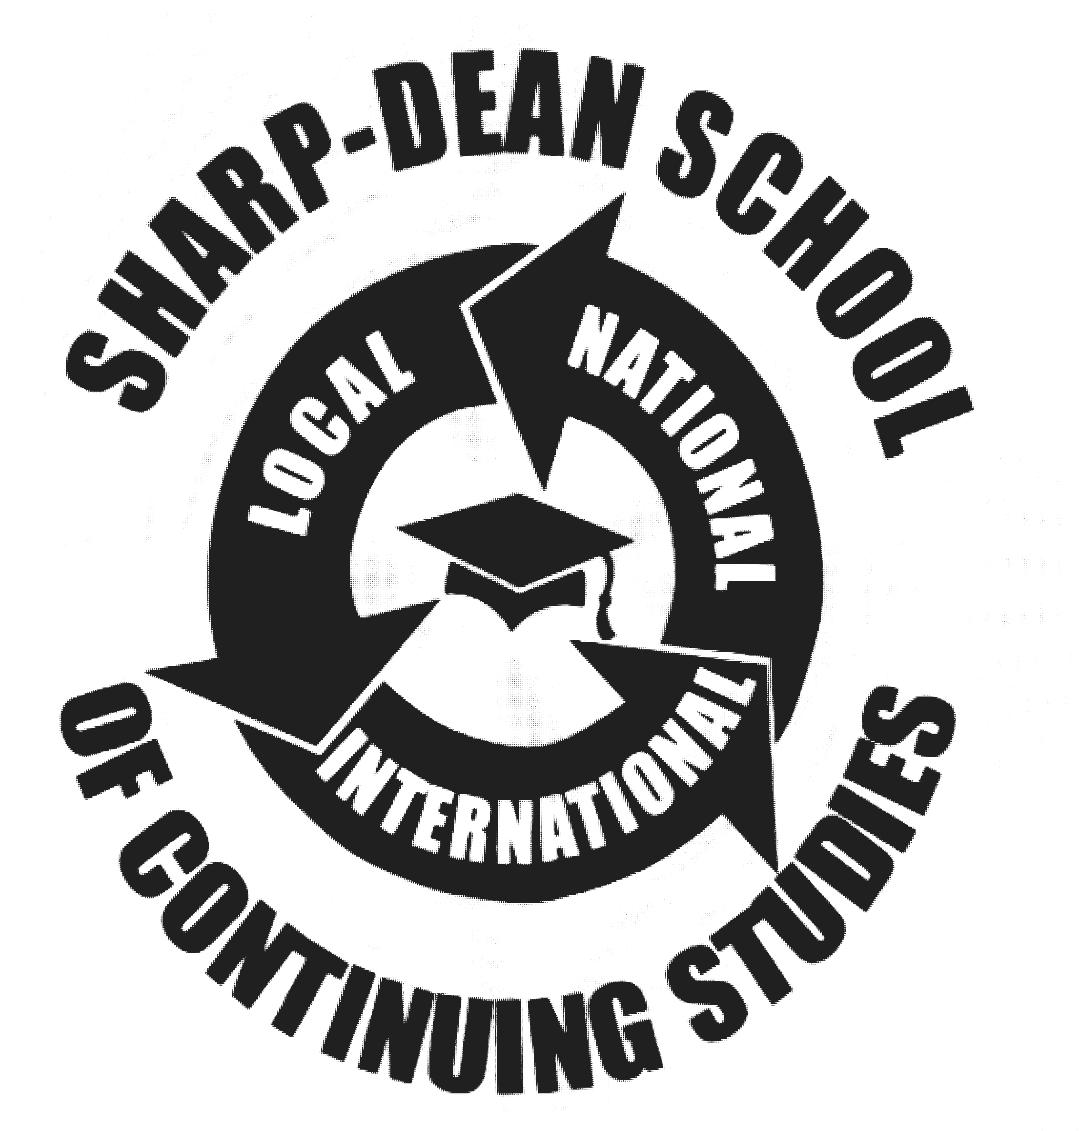 SHARP-DEAN SCHOOL
OF CONTINUING STUDIES
LOCAL
NATIONAL
INTERNATIONAL